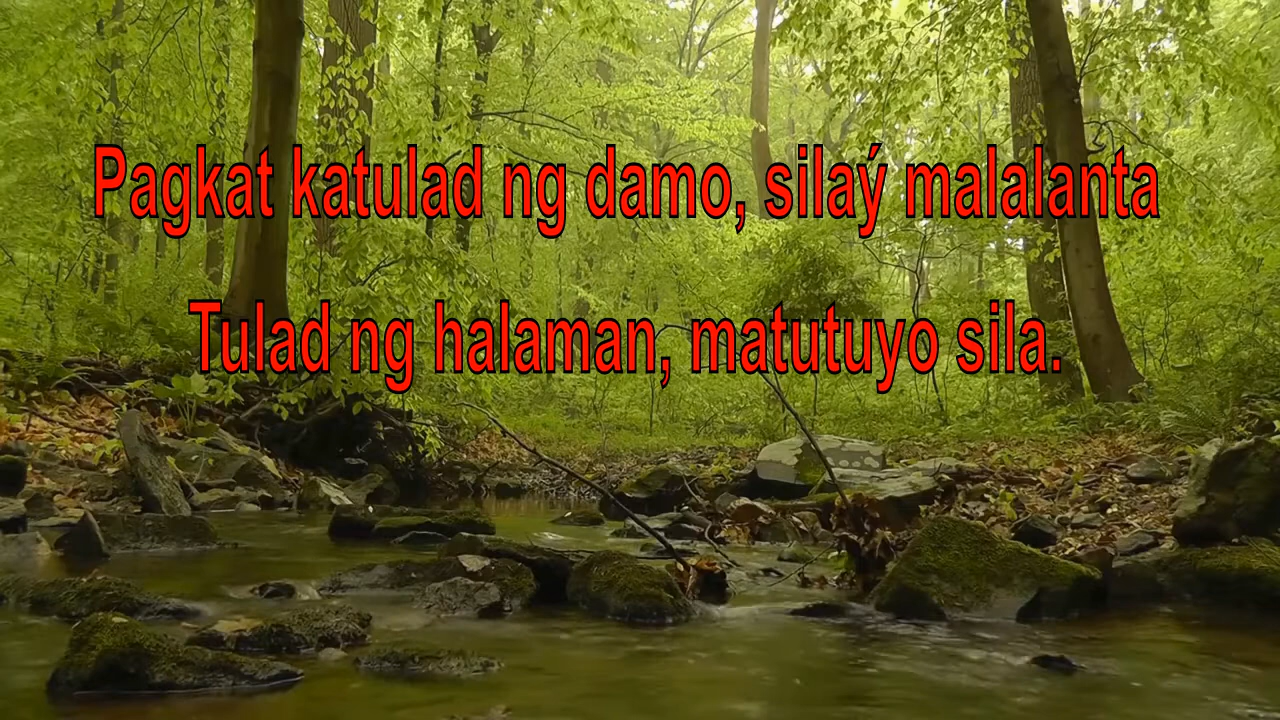 Pagkat katulad ng damo, silaý malalanta
Tulad ng halaman, matutuyo sila.